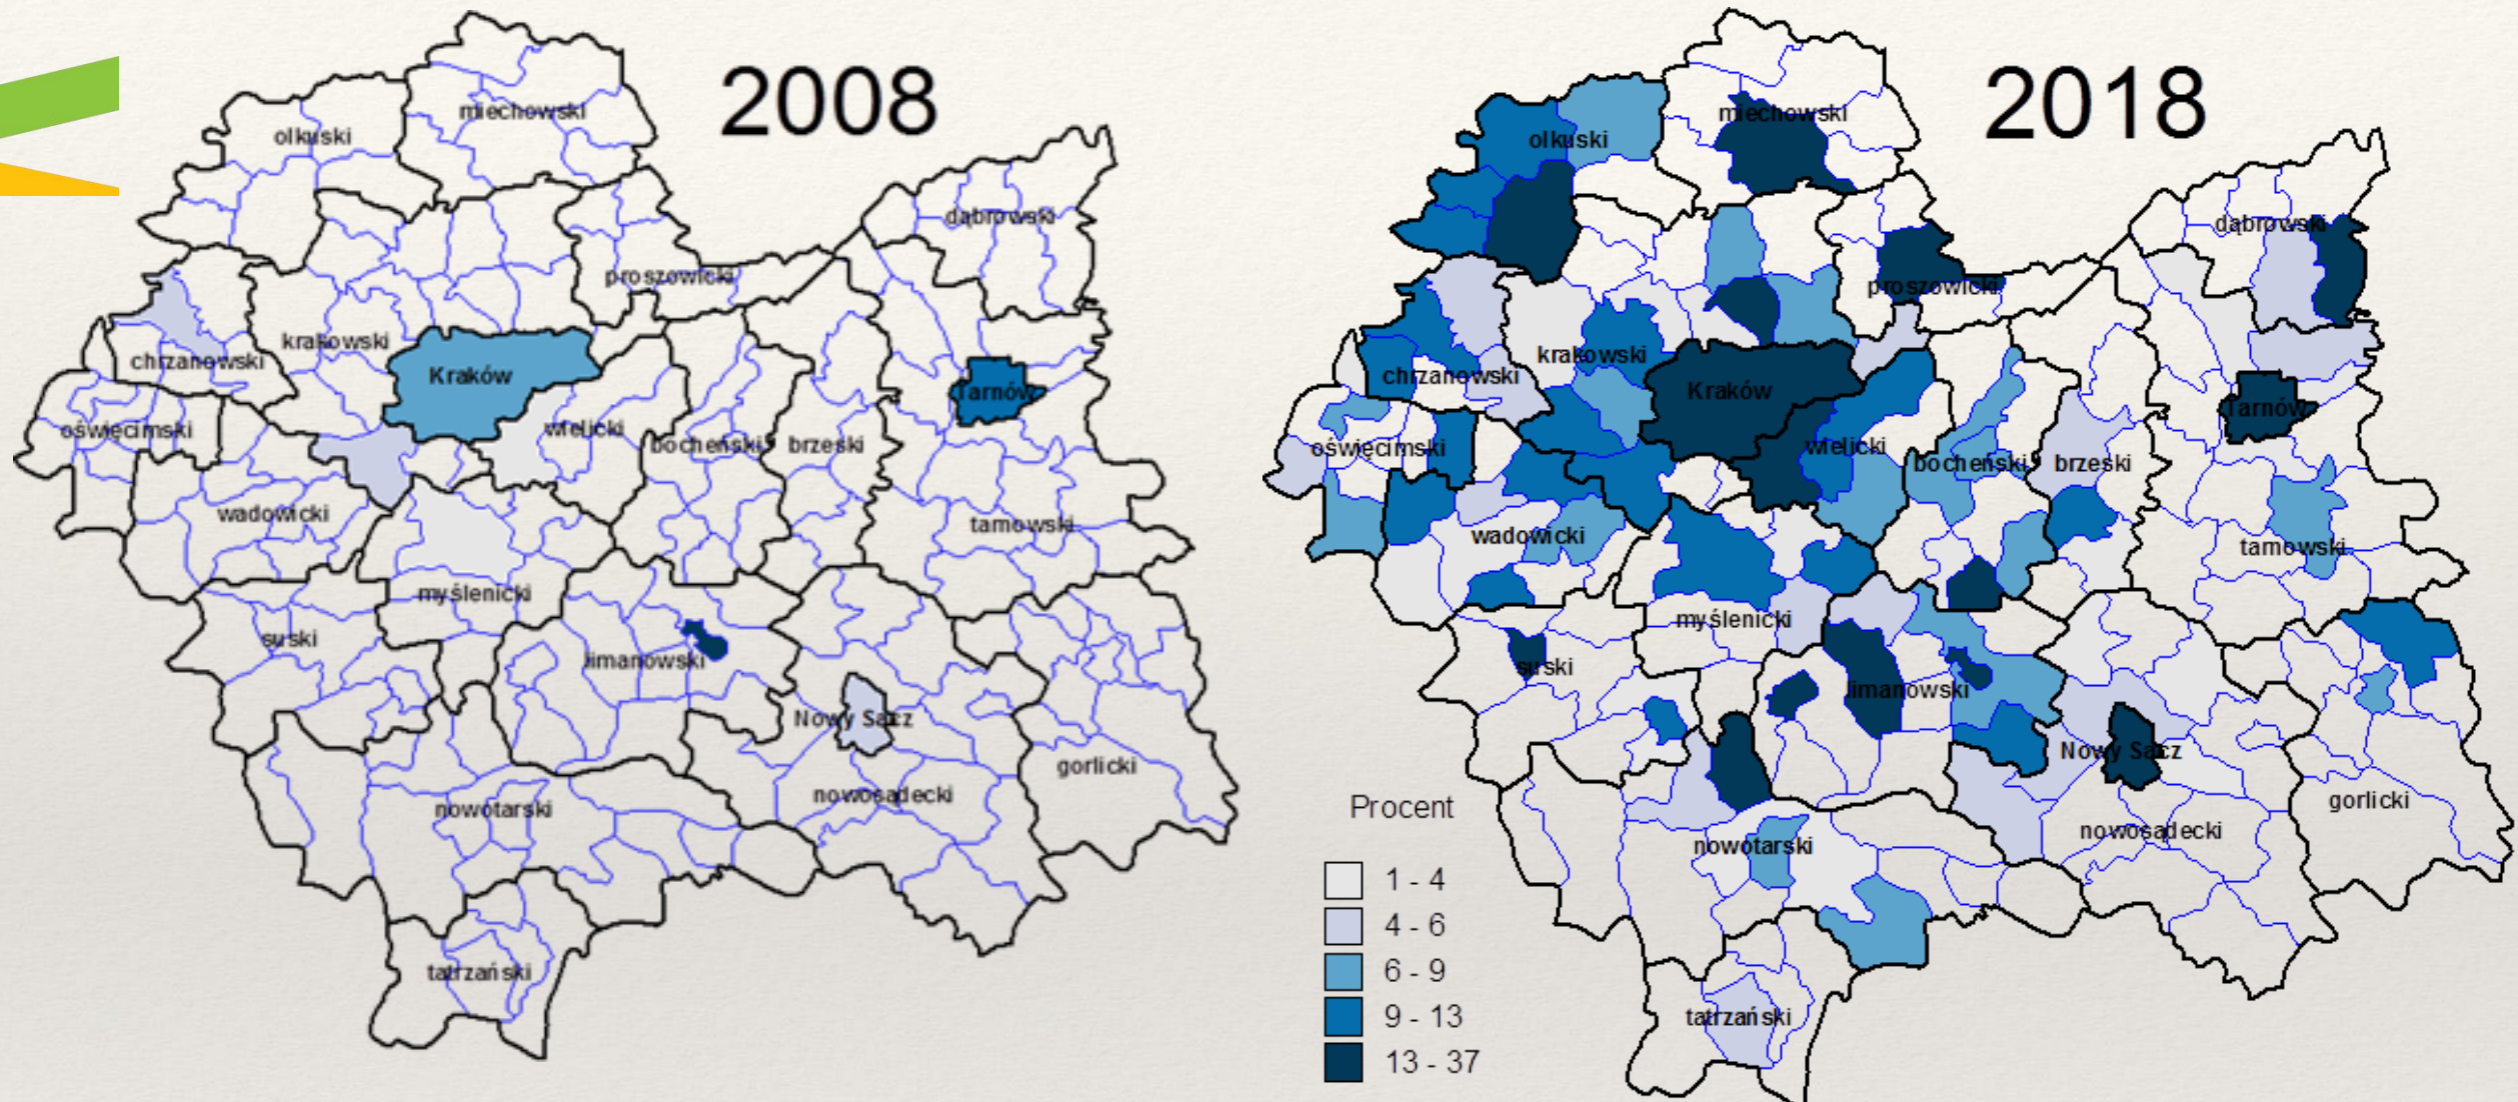 2008
miechowski
olkuski
dąbrowski
proszowicki
krakowski
chrzanowski
Kraków
Tarnów
oświęcimski
wielicki
bocheński
brzeski
wadowicki
tarnowski
myślenicki
suski
limanowski
Nowy Sącz
gorlicki
nowosądecki
nowotarski
tatrzański
2018
miechowski
olkuski
dąbrowski
proszowicki
krakowski
chrzanowski
Kraków
Tarnów
oświęcimski
wielicki
bocheński
brzeski
wadowicki
tarnowski
myślenicki
suski
limanowski
Nowy Sącz
gorlicki
nowosądecki
nowotarski
tatrzański
Procent
1 - 4
4 - 6
6 - 9
9 - 13
13 - 37